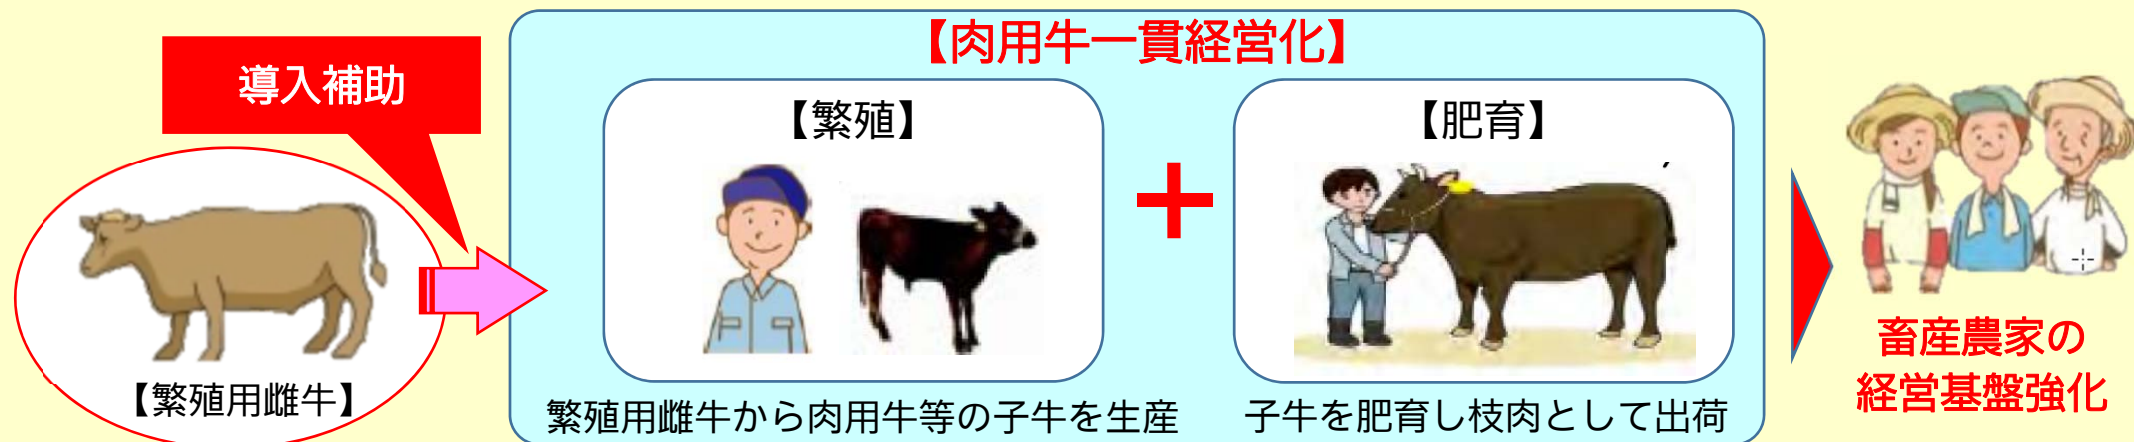 導入補助
【繁殖用雌牛】
【肉用牛一貫経営化】
【繁殖】
繁殖用雌牛から肉用牛等の子牛を生産
＋
【肥育】
子牛を肥育し枝肉として出荷
畜産農家の
経営基盤強化